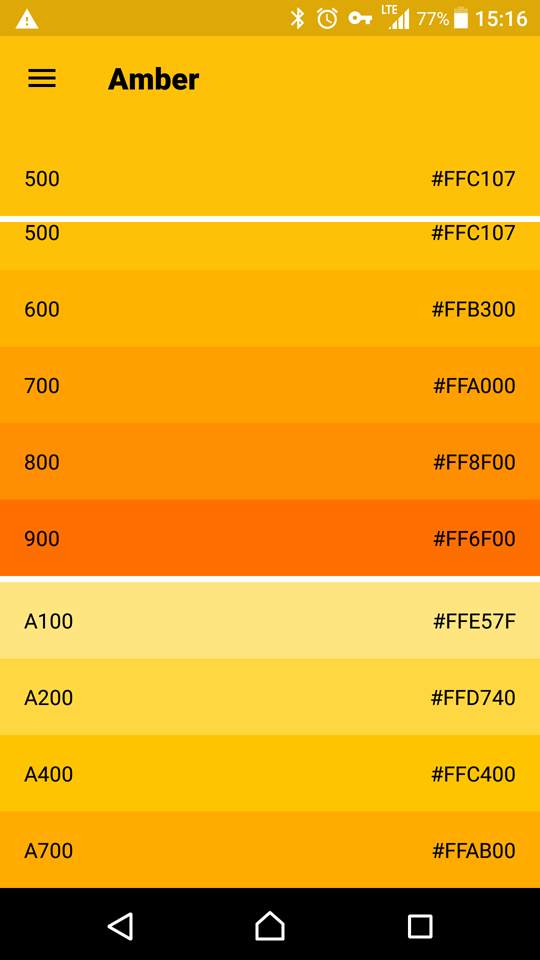 LTE 77% 15:16
Amber
500 #FFC107
500 #FFC107
600 #FFB300
700 #FFA000
800 #FF8F00
900 #FF6F00
A100 #FFE57F
A200 #FFD740
A400 #FFC400
A700 #FFAB00